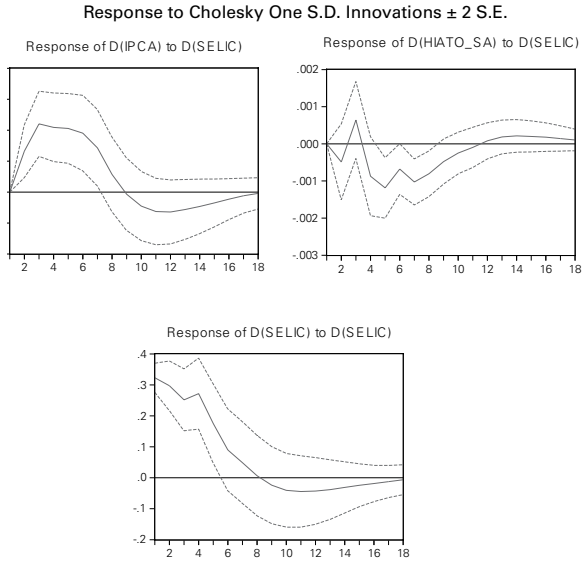 Response to Cholesky One S.D. Innovations ± 2 S.E.
Response of D(IPCA) to D(SELIC)
2 4 6 8 10 12 14 16 18
Response of D(HIATO_SA) to D(SELIC)
.002
.001
.000
-.001
-.002
-.003
2 4 6 8 10 12 14 16 18
Response of D(SELIC) to D(SELIC)
.4
.3
.2
.1
.0
-.1
-.2
2 4 6 8 10 12 14 16 18